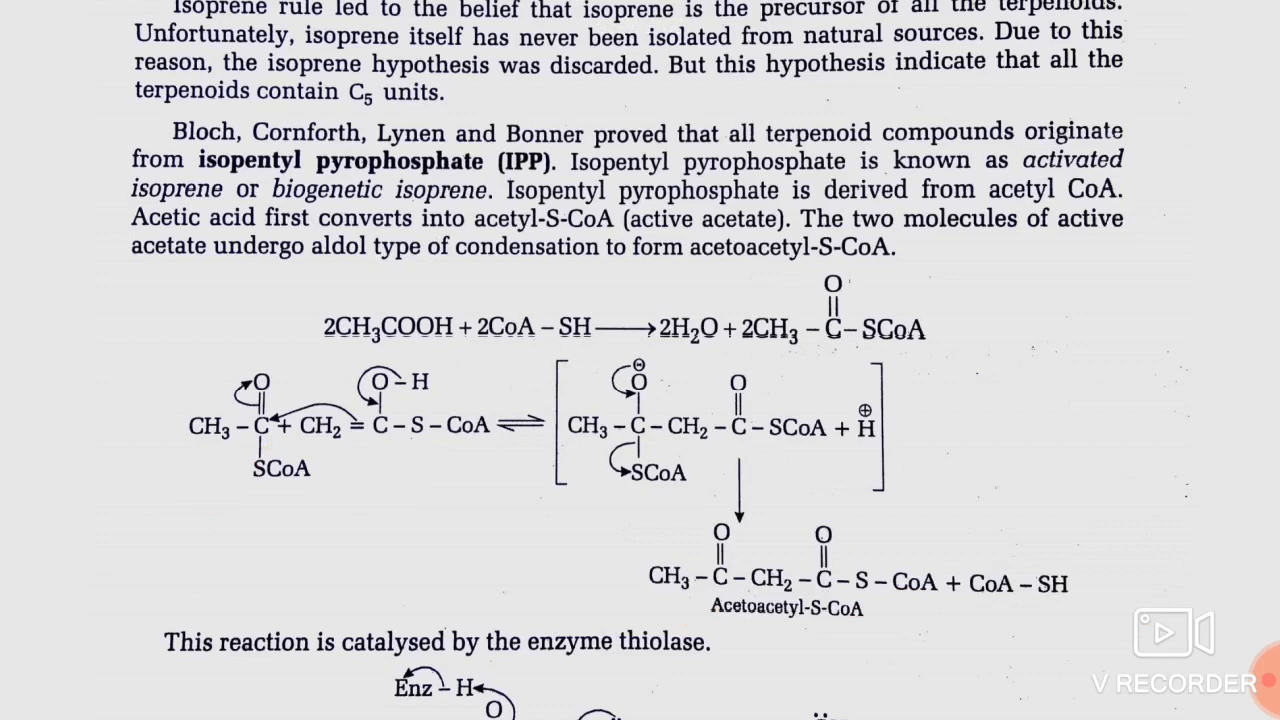 Isoprene rule led to the belief that isoprene is the precursor of all the terpenoids.
Unfortunately, isoprene itself has never been isolated from natural sources. Due to this
reason, the isoprene hypothesis was discarded. But this hypothesis indicate that all the
terpenoids contain C₅ units.
Bloch, Cornforth, Lynen and Bonner proved that all terpenoid compounds originate
from isopentyl pyrophosphate (IPP). Isopentyl pyrophosphate is known as activated
isoprene or biogenetic isoprene. Isopentyl pyrophosphate is derived from acetyl CoA.
Acetic acid first converts into acetyl-S-CoA (active acetate). The two molecules of active
acetate undergo aldol type of condensation to form acetoacetyl-S-CoA.
O
||
2CH₃COOH + 2CoA – SH ⟶ 2H₂O + 2CH₃ – C – SCoA
O O – H ⊖ O O
CH₃ – C + CH₂ = C – S – CoA ⇌ [ CH₃ – C – CH₂ – C – SCoA + H⊕ ]
SCoA SCoA
O O
|| ||
CH₃ – C – CH₂ – C – S – CoA + CoA – SH
Acetoacetyl-S-CoA
This reaction is catalysed by the enzyme thiolase.
Enz – H
O
V RECORDER